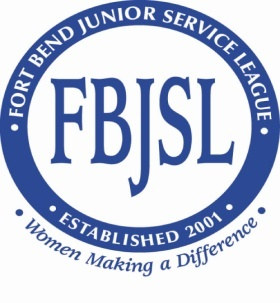 • FORT BEND JUNIOR SERVICE LEAGUE •
FBJSL
ESTABLISHED 2001
• Women Making a Difference •